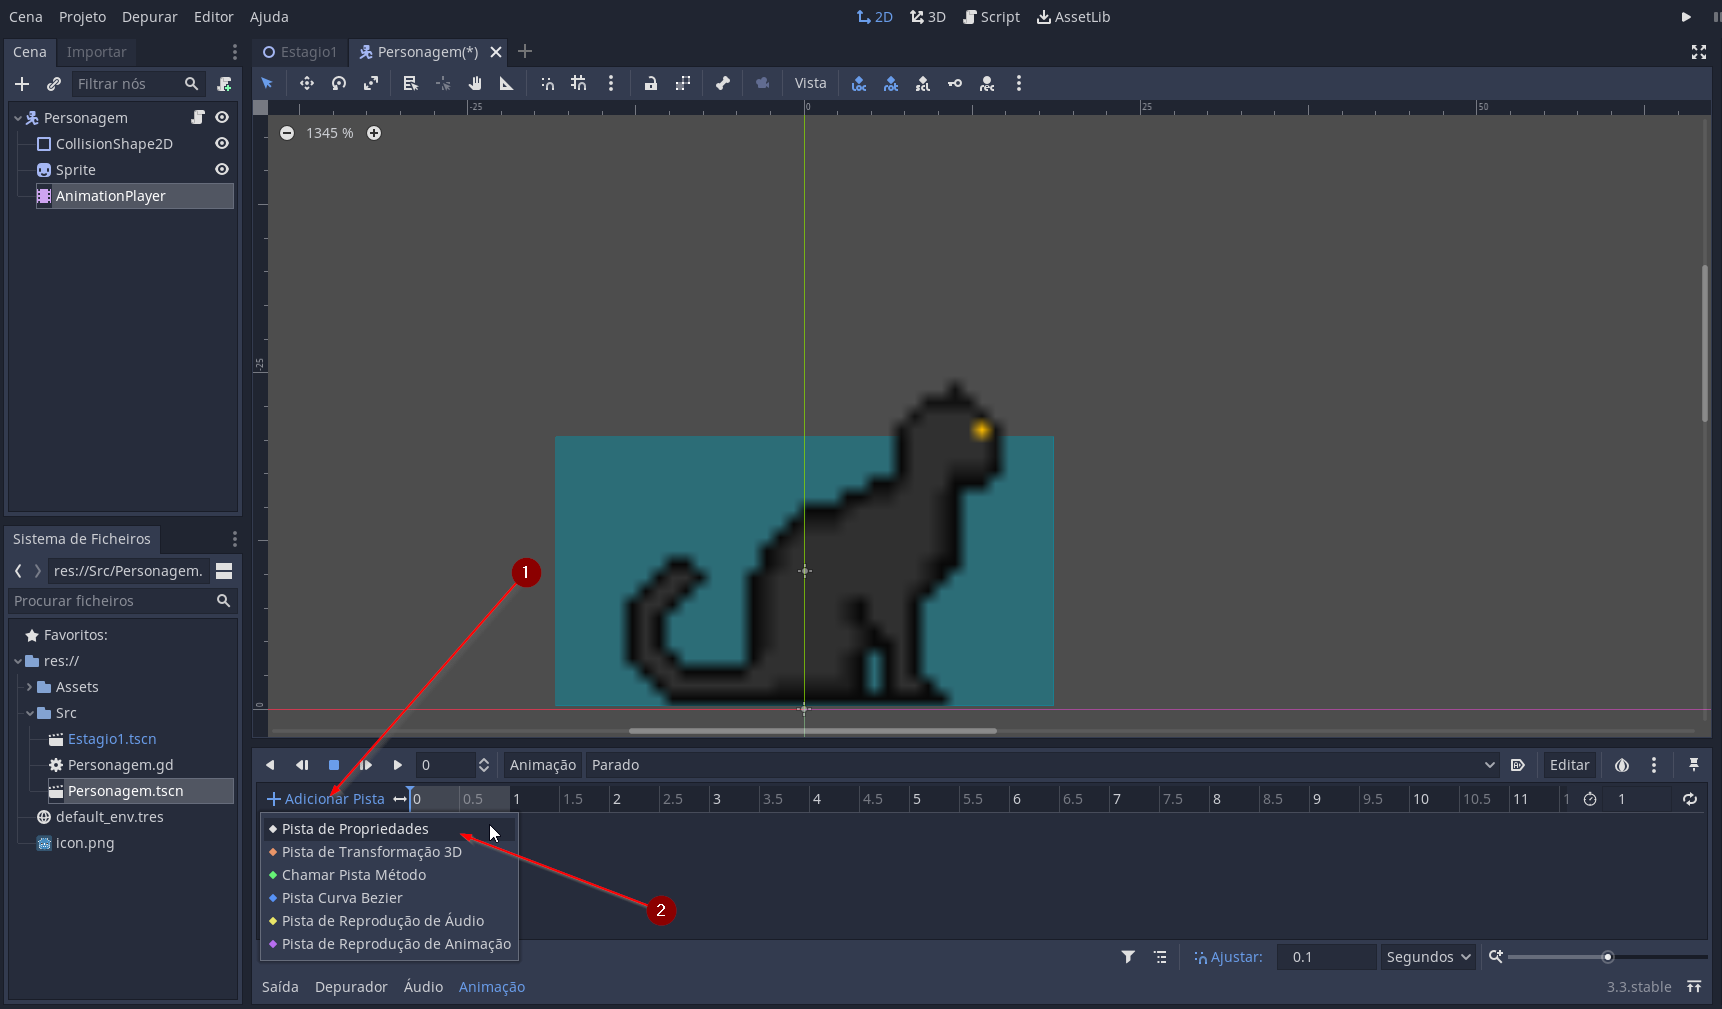 Cena Projeto Depurar Editor Ajuda
2D 3D Script AssetLib
Cena Importar
Estagio1 Personagem(*)
Filtrar nós
Vista
Loc rot scl rec
-25 0 25 50
1345 %
Personagem
CollisionShape2D
Sprite
AnimationPlayer
-25
0
Sistema de Ficheiros
res://Src/Personagem.
Procurar ficheiros
Favoritos:
res://
Assets
Src
Estagio1.tscn
Personagem.gd
Personagem.tscn
default_env.tres
icon.png
1
0 Animação Parado Editar
Adicionar Pista 0 0.5 1 1.5 2 2.5 3 3.5 4 4.5 5 5.5 6 6.5 7 7.5 8 8.5 9 9.5 10 10.5 11 1 1
Pista de Propriedades
Pista de Transformação 3D
Chamar Pista Método
Pista Curva Bezier
Pista de Reprodução de Áudio
Pista de Reprodução de Animação
2
Ajustar: 0.1 Segundos
Saída Depurador Áudio Animação
3.3.stable